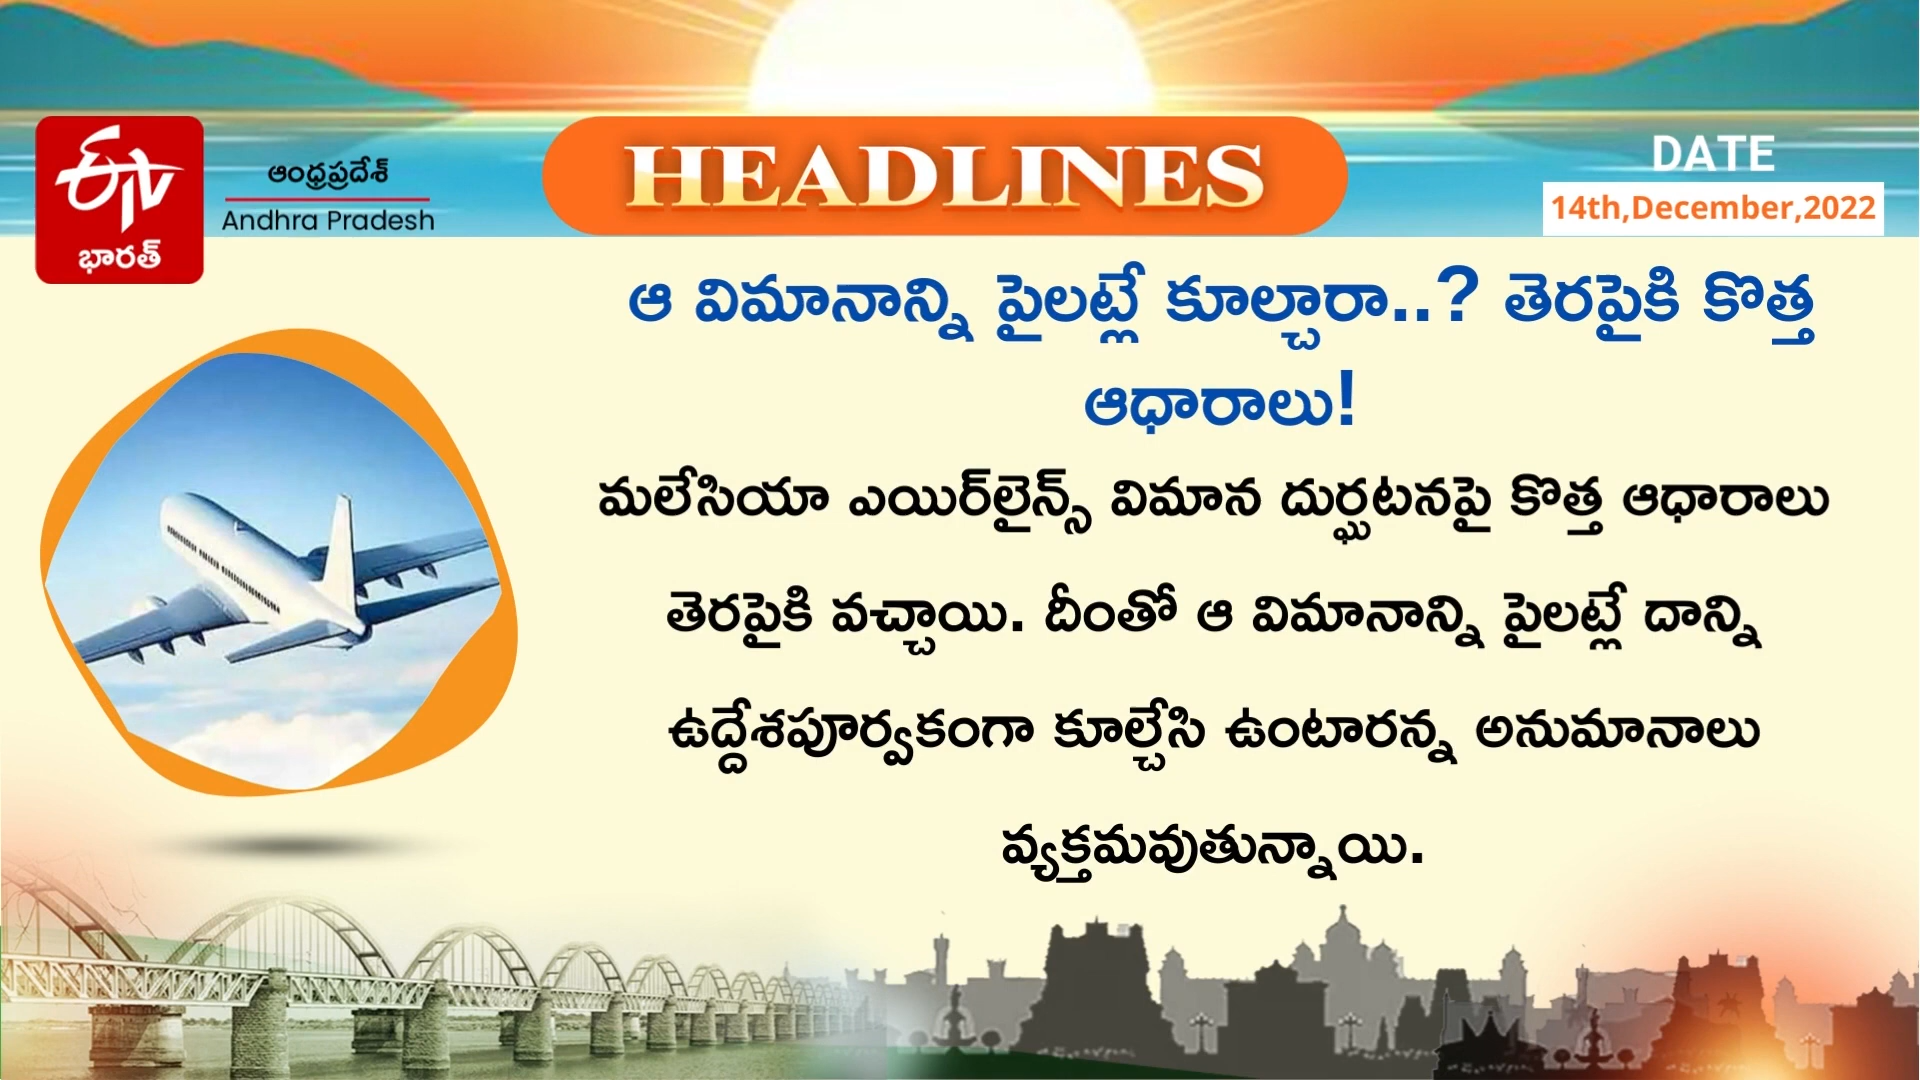 HEADLINES
DATE
14th,December,2022
ETV
భారత్
ఆంధ్రప్రదేశ్
Andhra Pradesh
ఆ విమానాన్ని పైలట్లే కూల్చారా..? తెరపైకి కొత్త
ఆధారాలు!
మలేసియా ఎయిర్‌లైన్స్ విమాన దుర్ఘటనపై కొత్త ఆధారాలు
తెరపైకి వచ్చాయి. దీంతో ఆ విమానాన్ని పైలట్లే దాన్ని
ఉద్దేశపూర్వకంగా కూల్చేసి ఉంటారన్న అనుమానాలు
వ్యక్తమవుతున్నాయి.